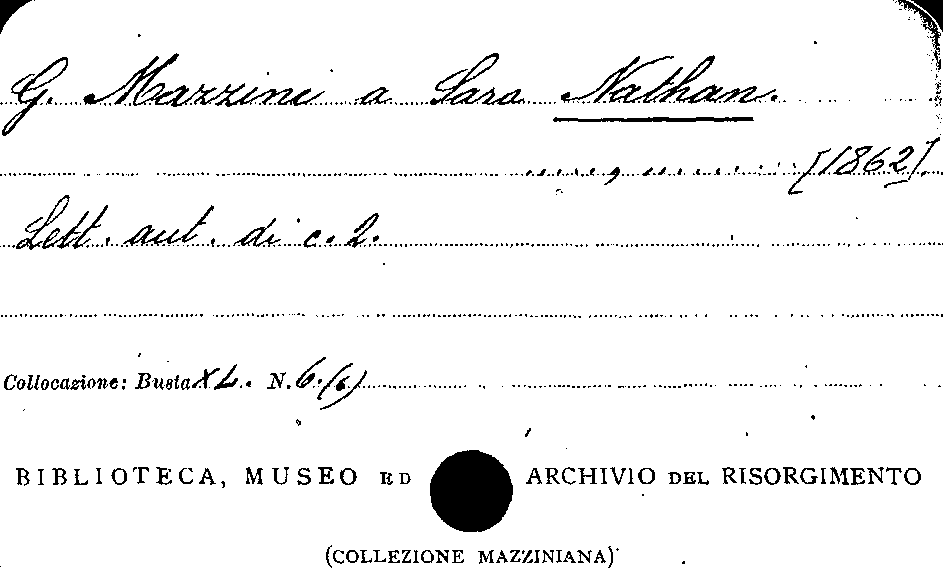 G. Mazzini a Sara Nathan.
......, ......... [1862].
Lett. aut. di c. 2.
Collocazione: Busta XL. N. 6.(6)
BIBLIOTECA, MUSEO ED ARCHIVIO DEL RISORGIMENTO
(COLLEZIONE MAZZINIANA)